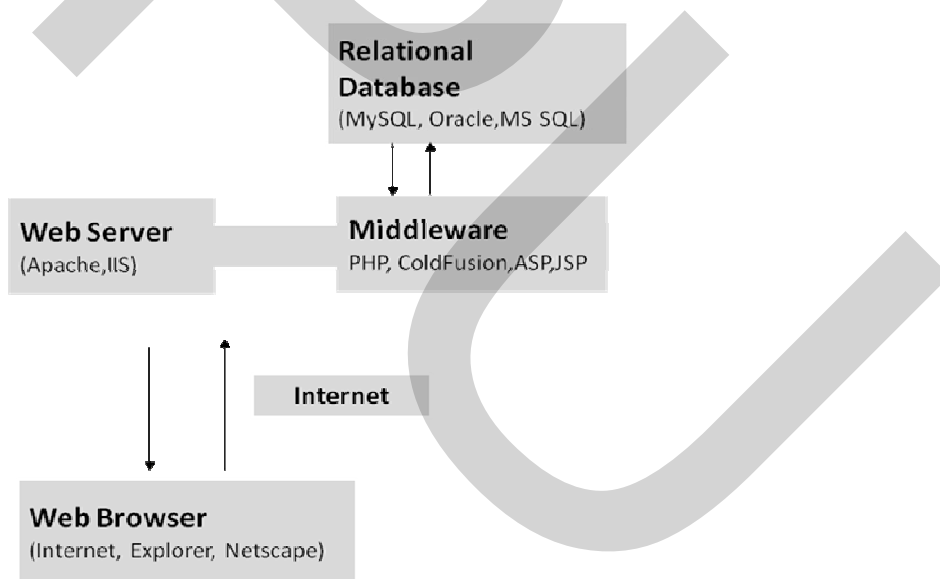 Relational
Database
(MySQL, Oracle,MS SQL)
Web Server
(Apache,IIS)
Middleware
PHP, ColdFusion,ASP,JSP
Internet
Web Browser
(Internet, Explorer, Netscape)